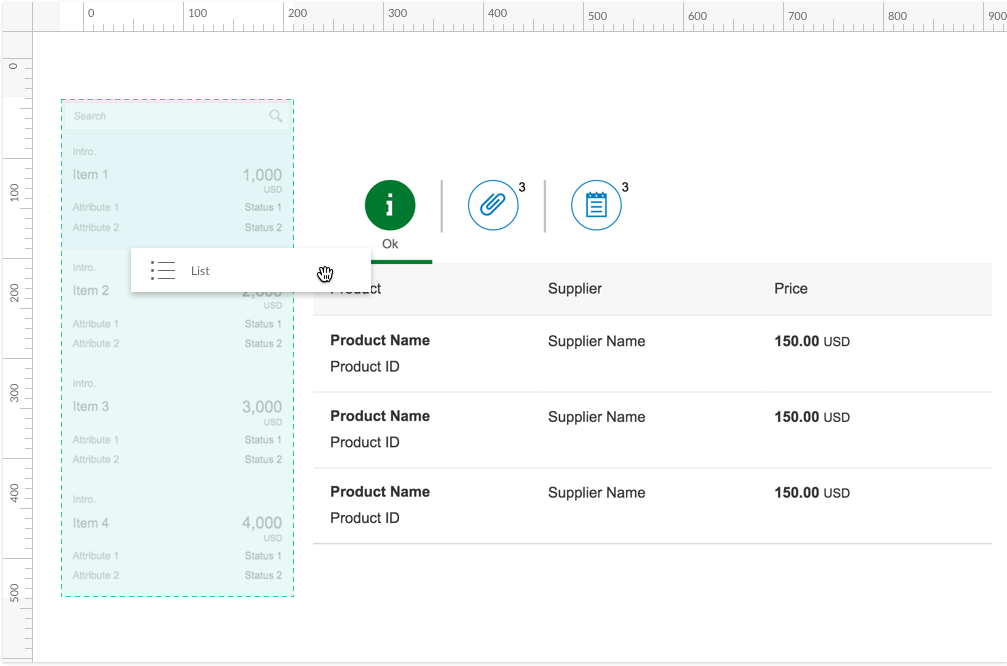 0 100 200 300 400 500 600 700 800 900
0
100
200
300
400
500
Search
Intro.
Item 1 1,000
USD
Attribute 1 Status 1
Attribute 2 Status 2
Intro.
Item 2 2,000
USD
Attribute 1 Status 1
Attribute 2 Status 2
Intro.
Item 3 3,000
USD
Attribute 1 Status 1
Attribute 2 Status 2
Intro.
Item 4 4,000
USD
Attribute 1 Status 1
Attribute 2 Status 2
List
3
3
Ok
Product Supplier Price
Product Name Supplier Name 150.00 USD
Product ID
Product Name Supplier Name 150.00 USD
Product ID
Product Name Supplier Name 150.00 USD
Product ID